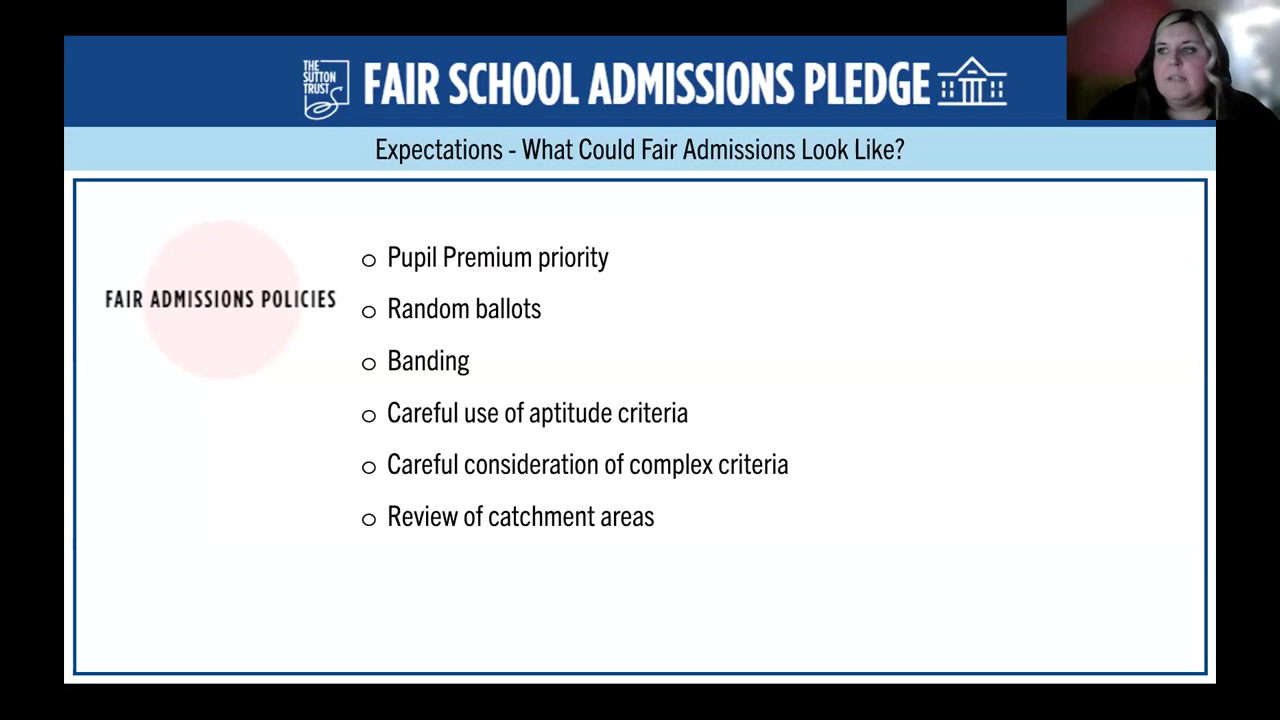 THE
SUTTON
TRUST
FAIR SCHOOL ADMISSIONS PLEDGE
Expectations - What Could Fair Admissions Look Like?
FAIR ADMISSIONS POLICIES
o Pupil Premium priority
o Random ballots
o Banding
o Careful use of aptitude criteria
o Careful consideration of complex criteria
o Review of catchment areas